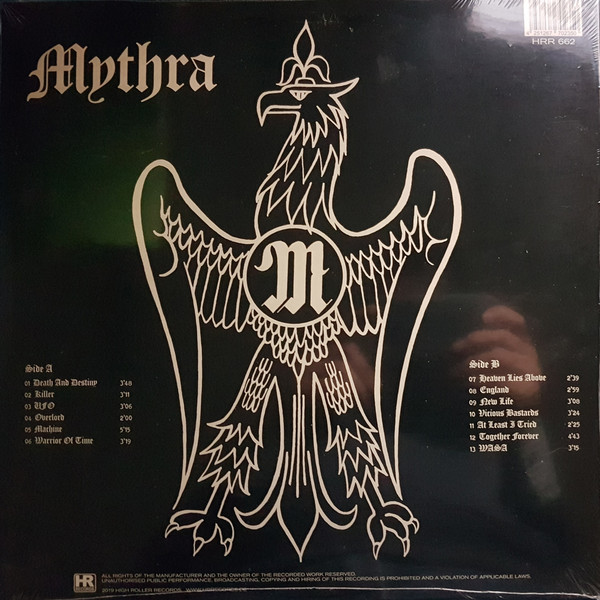 HRR 662
Mythra
M
Side A
01 Death And Destiny 3'48
02 Killer 3'11
03 UFO 3'06
04 Overlord 2'00
05 Machine 5'15
06 Warrior Of Time 3'19
Side B
07 Heaven Lies Above 2'39
08 England 2'59
09 New Life 3'08
10 Vicious Bastards 3'24
11 At Least I Tried 2'25
12 Together Forever 4'43
13 WASA 3'15
HR
ALL RIGHTS OF THE MANUFACTURER AND THE OWNER OF THE RECORDED WORK RESERVED.
UNAUTHORISED PUBLIC PERFORMANCE, BROADCASTING, COPYING AND HIRING OF THIS RECORDING IS PROHIBITED AND A VIOLATION OF APPLICABLE LAWS.
2019 HIGH ROLLER RECORDS